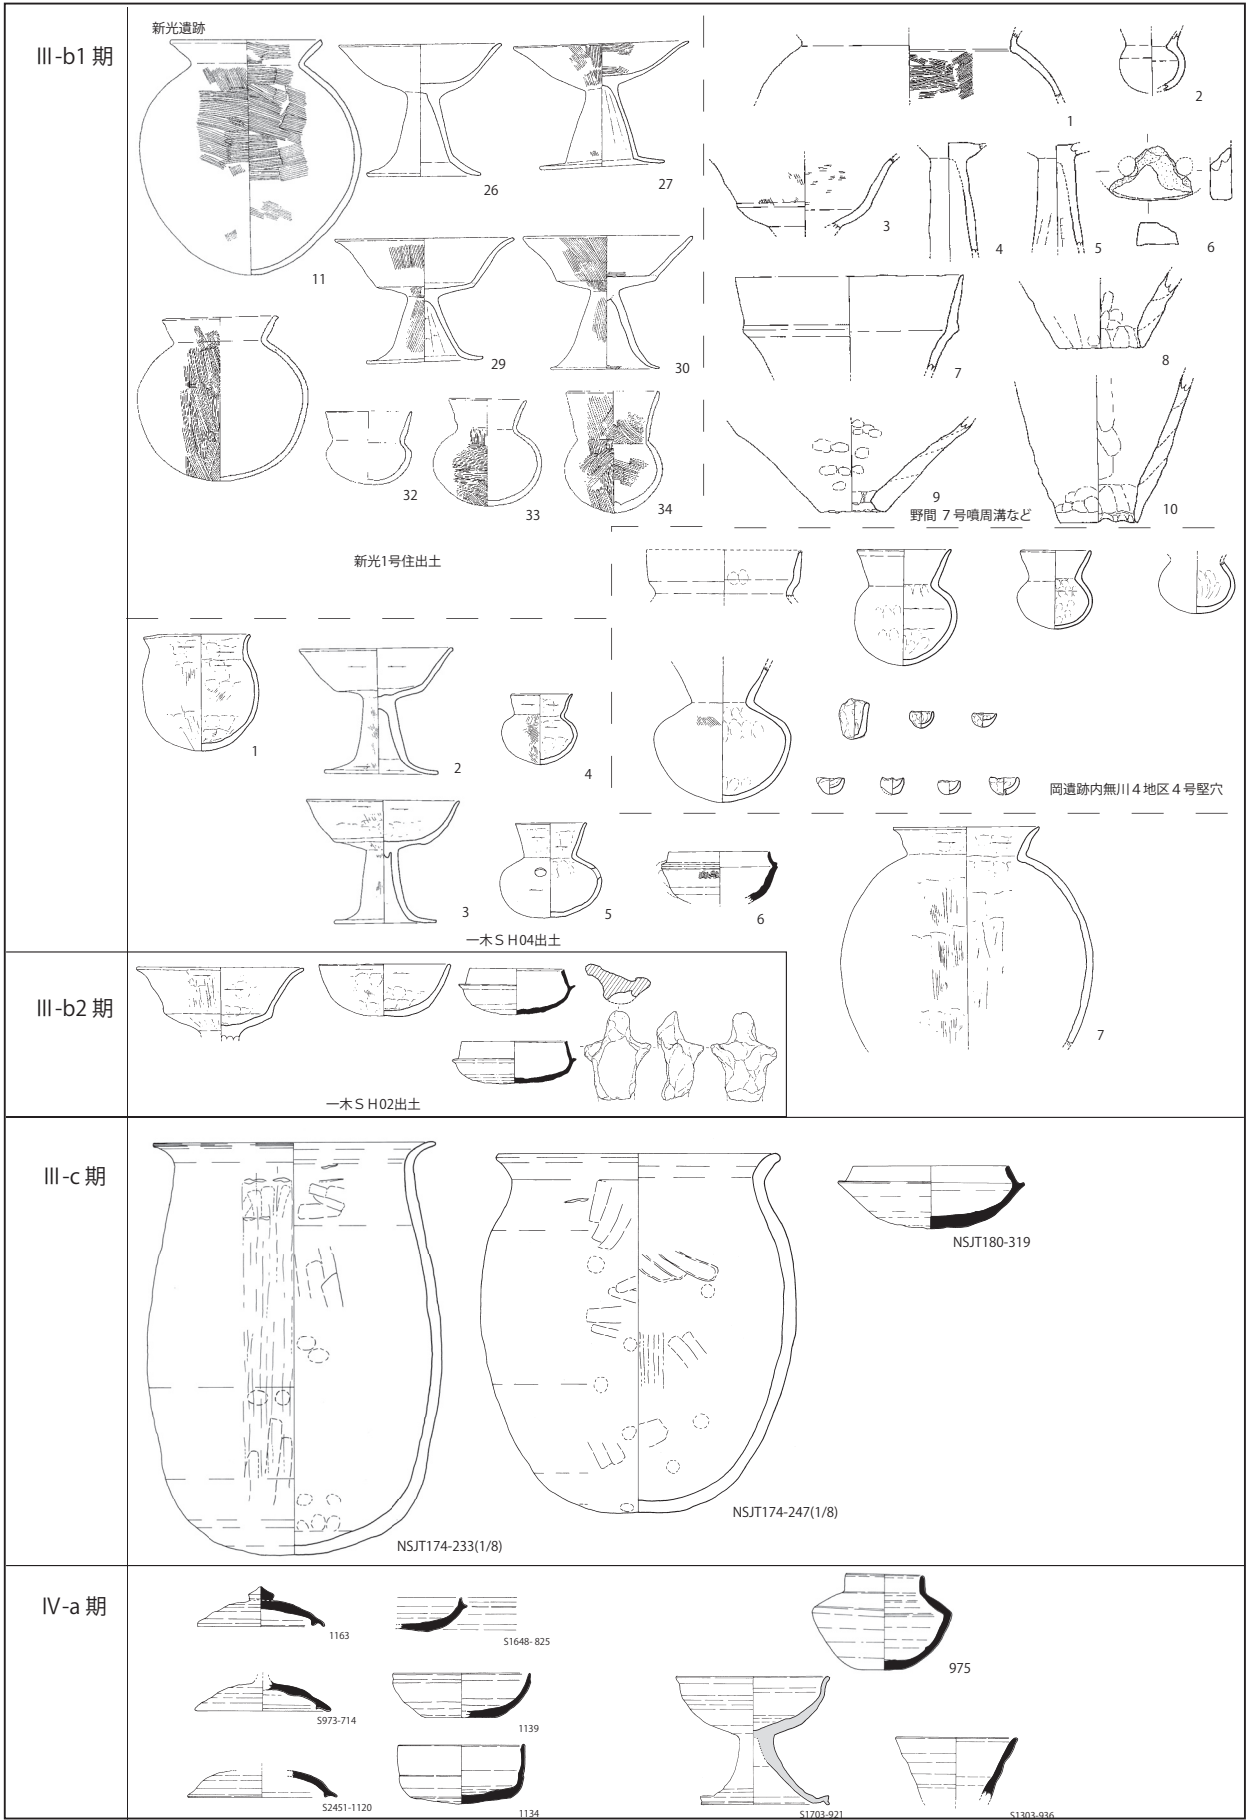 III-b1 期
新光遺跡
11
26
27
29
30
32
33
34
新光1号住出土
1
2
3
4
5
6
7
8
9
10
野間 7号噴周溝など
岡遺跡内無川4地区4号堅穴
1
2
4
3
5
6
7
一木SH04出土
III-b2 期
一木SH02出土
III-c 期
NSJT174-233(1/8)
NSJT174-247(1/8)
NSJT180-319
IV-a 期
1163
S1648- 825
975
S973-714
1139
S2451-1120
1134
S1703-921
S1303-936